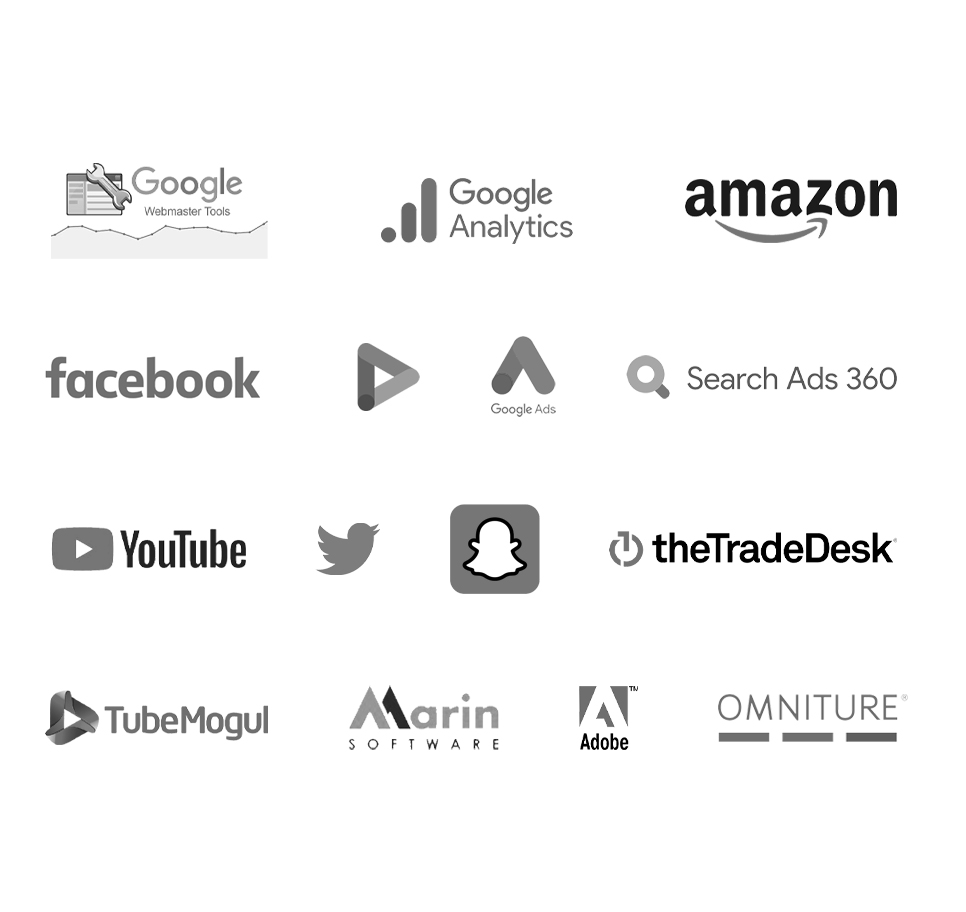 Google
Webmaster Tools
Google
Analytics
amazon
facebook
Google Ads
Search Ads 360
YouTube
theTradeDesk
TubeMogul
Marin
SOFTWARE
Adobe
TM
OMNITURE®